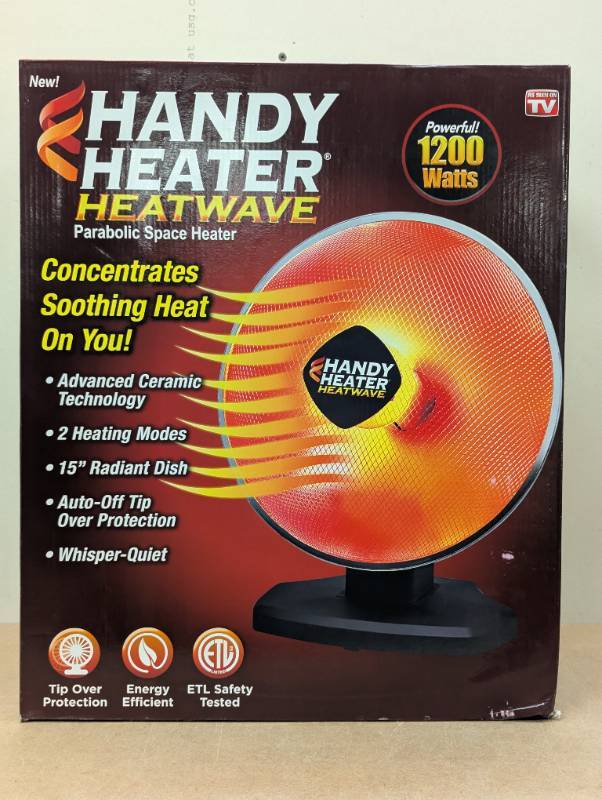 New!
HANDY
HEATER®
HEATWAVE
Parabolic Space Heater
AS SEEN ON
TV
Powerful!
1200
Watts
Concentrates
Soothing Heat
On You!
• Advanced Ceramic
Technology
• 2 Heating Modes
• 15” Radiant Dish
• Auto-Off Tip
Over Protection
• Whisper-Quiet
HANDY
HEATER
HEATWAVE
ETL
Tip Over
Protection
Energy
Efficient
ETL Safety
Tested